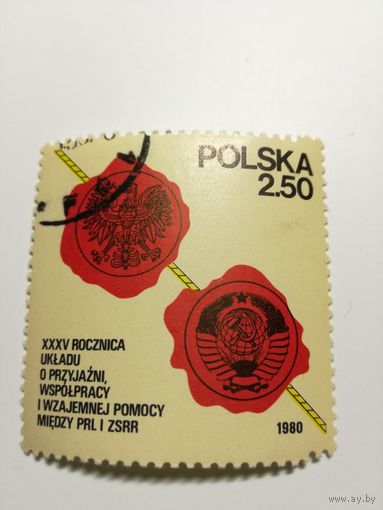 POLSKA
2.50
XXXV ROCZNICA
UKŁADU
O PRZYJAŹNI,
WSPÓŁPRACY
I WZAJEMNEJ POMOCY
MIĘDZY PRL I ZSRR
1980
www.ay.by